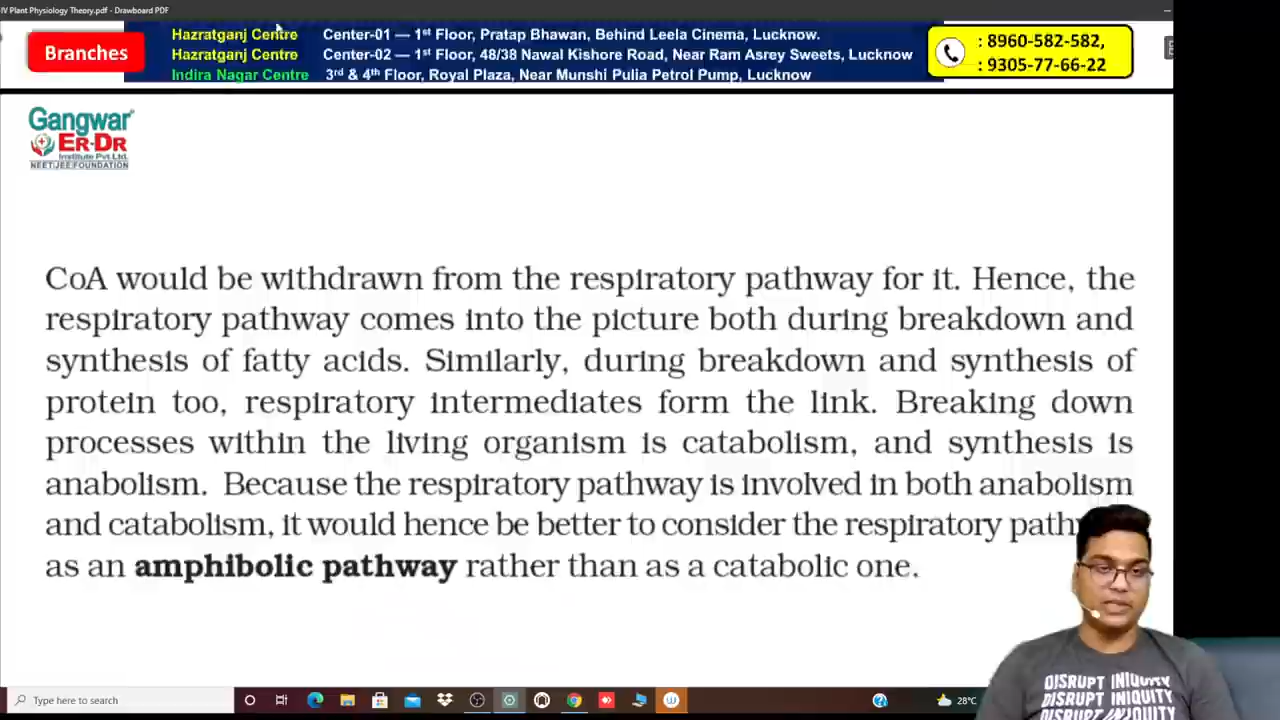 IV Plant Physiology Theory.pdf - Drawboard PDF
Branches
Hazratganj Centre Center-01 — 1st Floor, Pratap Bhawan, Behind Leela Cinema, Lucknow.
Hazratganj Centre Center-02 — 1st Floor, 48/38 Nawal Kishore Road, Near Ram Asrey Sweets, Lucknow
Indira Nagar Centre 3rd & 4th Floor, Royal Plaza, Near Munshi Pulia Petrol Pump, Lucknow
: 8960-582-582,
: 9305-77-66-22
Gangwar
ER-DR
Institute Pvt.Ltd.
NEET|JEE|FOUNDATION
CoA would be withdrawn from the respiratory pathway for it. Hence, the
respiratory pathway comes into the picture both during breakdown and
synthesis of fatty acids. Similarly, during breakdown and synthesis of
protein too, respiratory intermediates form the link. Breaking down
processes within the living organism is catabolism, and synthesis is
anabolism. Because the respiratory pathway is involved in both anabolism
and catabolism, it would hence be better to consider the respiratory
as an amphibolic pathway rather than as a catabolic one.
DISRUPT INIQUITY
DISRUPT INIQUITY
DISRUPT INIQUITY
Type here to search
28°C